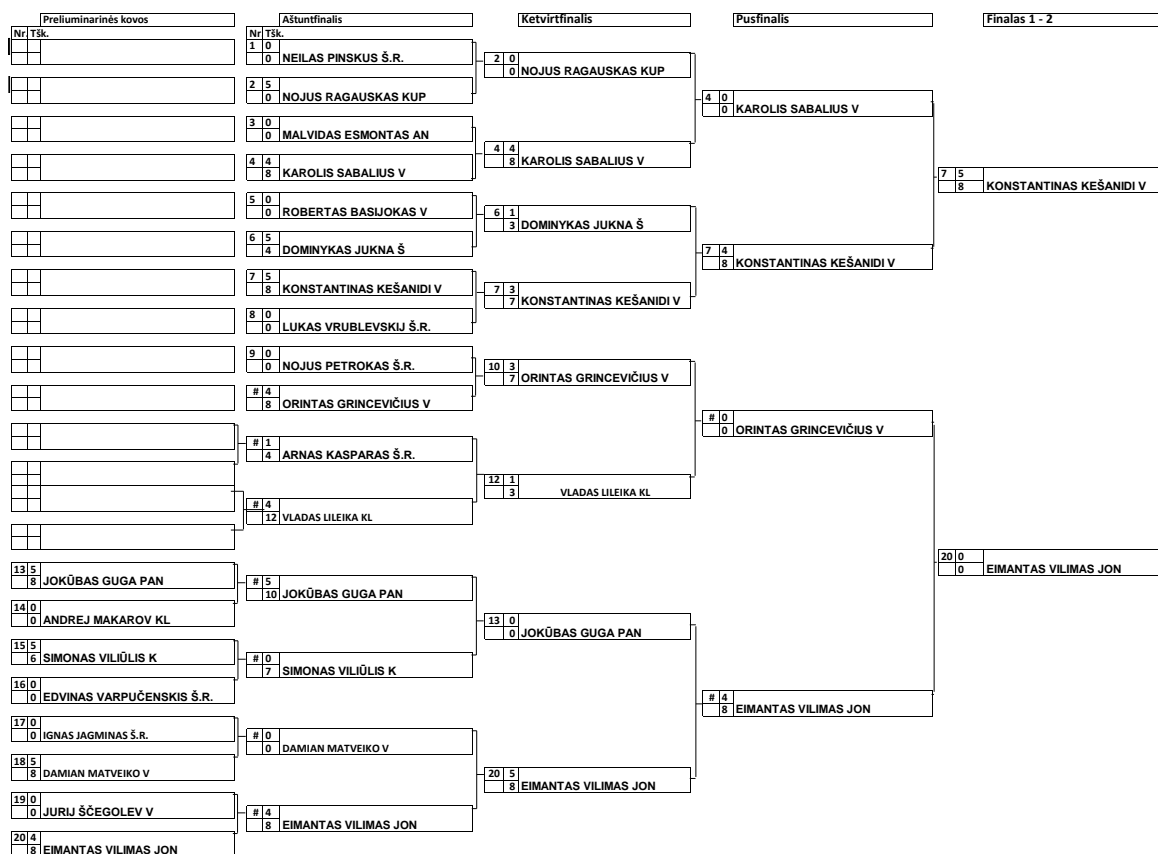 Preliuminarinės kovos
Aštuntfinalis
Ketvirtfinalis
Pusfinalis
Finalas 1 - 2
Nr. Tšk.
Nr Tšk.
1 0
0 NEILAS PINSKUS Š.R.
2 5
0 NOJUS RAGAUSKAS KUP
3 0
0 MALVIDAS ESMONTAS AN
4 4
8 KAROLIS SABALIUS V
5 0
0 ROBERTAS BASIJOKAS V
6 5
4 DOMINYKAS JUKNA Š
7 5
8 KONSTANTINAS KEŠANIDI V
8 0
0 LUKAS VRUBLEVSKIJ Š.R.
9 0
0 NOJUS PETROKAS Š.R.
# 4
8 ORINTAS GRINCEVIČIUS V
# 1
4 ARNAS KASPARAS Š.R.
# 4
12 VLADAS LILEIKA KL
13 5
8 JOKŪBAS GUGA PAN
14 0
0 ANDREJ MAKAROV KL
15 5
6 SIMONAS VILIŪLIS K
16 0
0 EDVINAS VARPUČENSKIS Š.R.
17 0
0 IGNAS JAGMINAS Š.R.
18 5
8 DAMIAN MATVEIKO V
19 0
0 JURIJ ŠČEGOLEV V
20 4
8 EIMANTAS VILIMAS JON
# 5
10 JOKŪBAS GUGA PAN
# 0
7 SIMONAS VILIŪLIS K
# 0
0 DAMIAN MATVEIKO V
# 4
8 EIMANTAS VILIMAS JON
2 0
0 NOJUS RAGAUSKAS KUP
4 4
8 KAROLIS SABALIUS V
6 1
3 DOMINYKAS JUKNA Š
7 3
7 KONSTANTINAS KEŠANIDI V
10 3
7 ORINTAS GRINCEVIČIUS V
12 1
3 VLADAS LILEIKA KL
13 0
0 JOKŪBAS GUGA PAN
20 5
8 EIMANTAS VILIMAS JON
4 0
0 KAROLIS SABALIUS V
7 4
8 KONSTANTINAS KEŠANIDI V
# 0
0 ORINTAS GRINCEVIČIUS V
# 4
8 EIMANTAS VILIMAS JON
7 5
8 KONSTANTINAS KEŠANIDI V
20 0
0 EIMANTAS VILIMAS JON